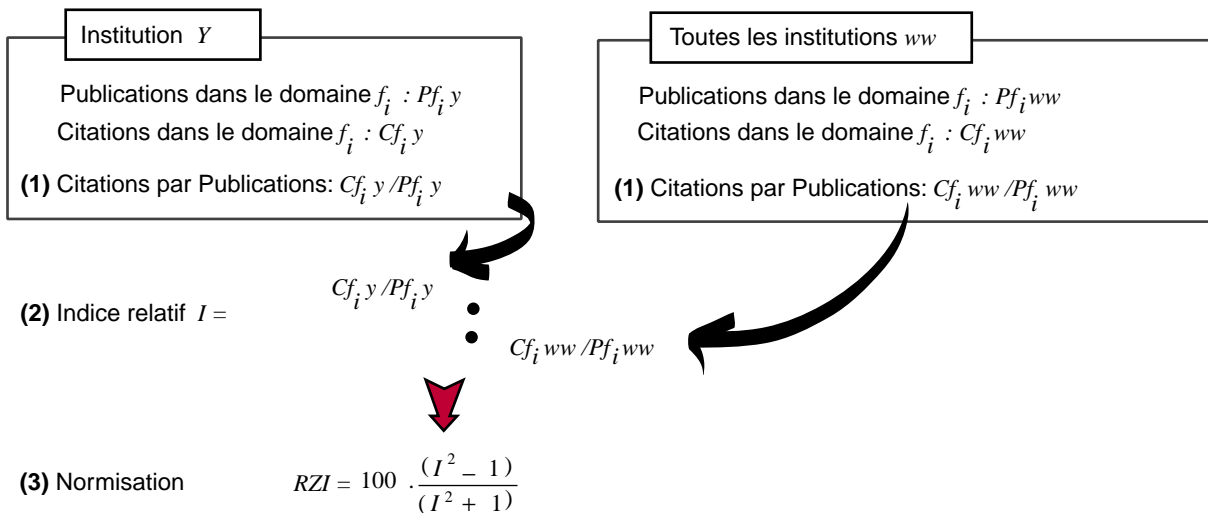 Institution Y
Publications dans le domaine f_i : Pf_i y
Citations dans le domaine f_i : Cf_i y
(1) Citations par Publications: Cf_i y /Pf_i y
Toutes les institutions ww
Publications dans le domaine f_i : Pf_i ww
Citations dans le domaine f_i : Cf_i ww
(1) Citations par Publications: Cf_i ww /Pf_i ww
(2) Indice relatif I =
Cf_i y /Pf_i y
:
Cf_i ww /Pf_i ww
(3) Normisation RZI = 100 · (I² – 1) / (I² + 1)